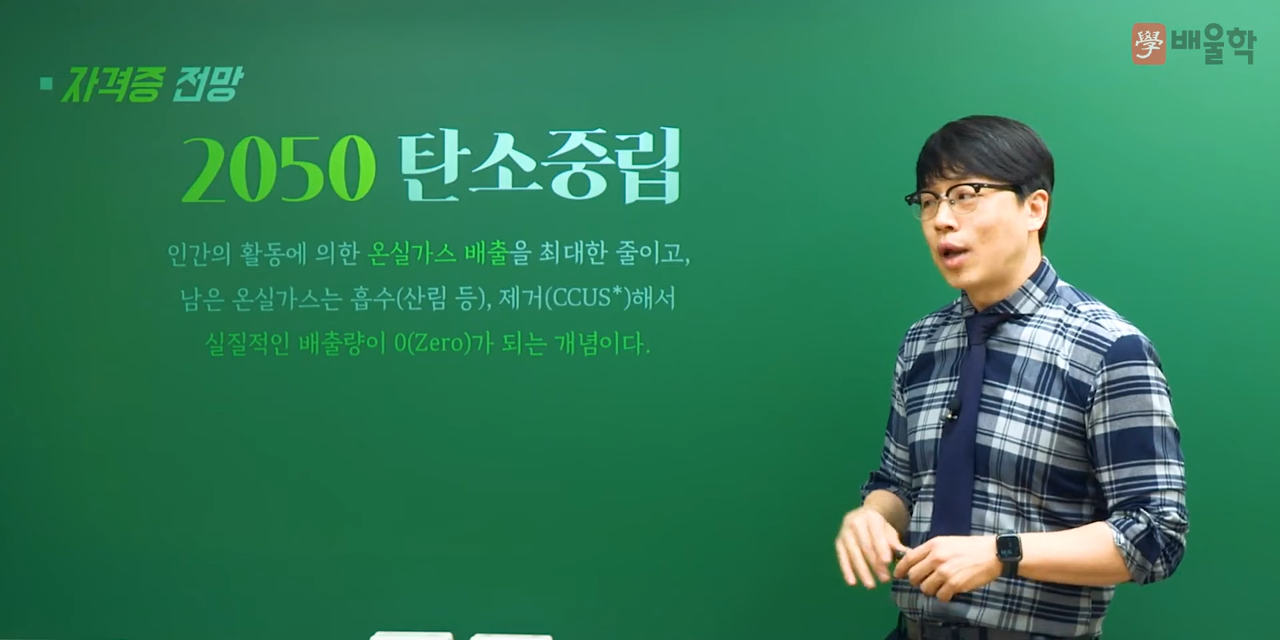 學 배울학
▪ 자격증 전망
2050 탄소중립
인간의 활동에 의한 온실가스 배출을 최대한 줄이고,
남은 온실가스는 흡수(산림 등), 제거(CCUS*)해서
실질적인 배출량이 0(Zero)가 되는 개념이다.